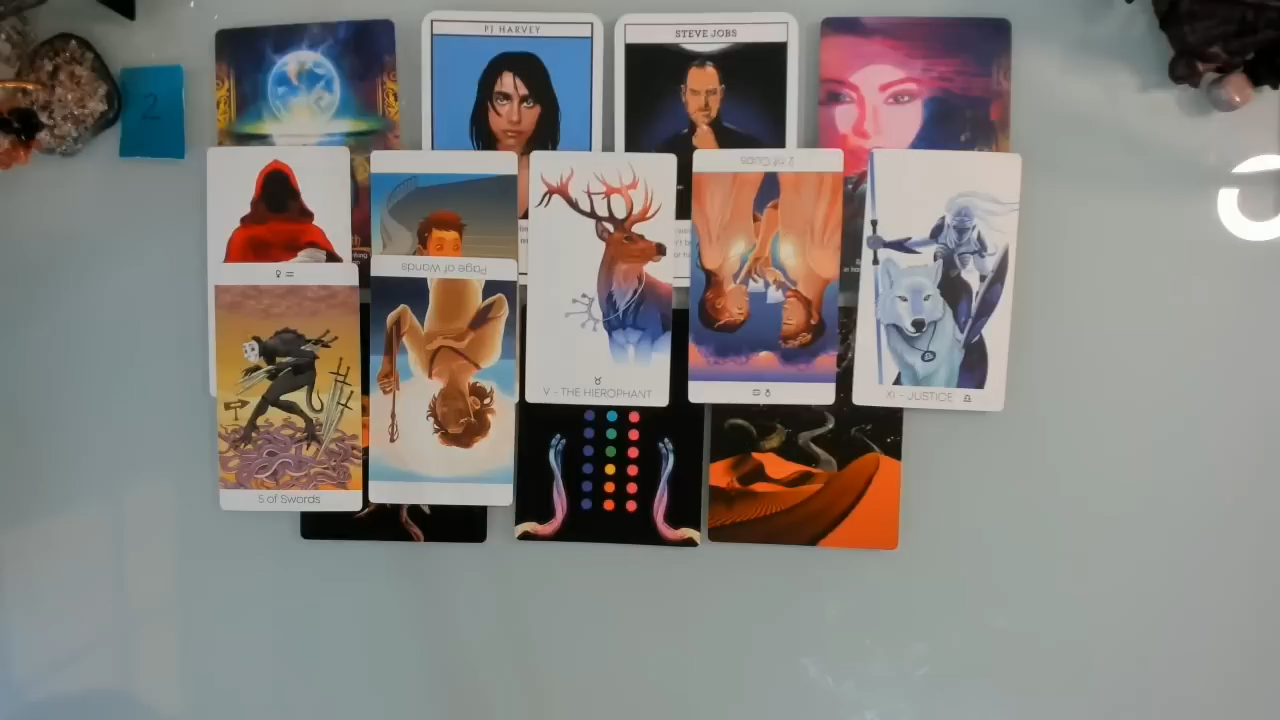 2
PJ HARVEY
STEVE JOBS
2 of Cups
♀ ♒
Page of Wands
♉
V - THE HIEROPHANT
XI - JUSTICE ♎
5 of Swords